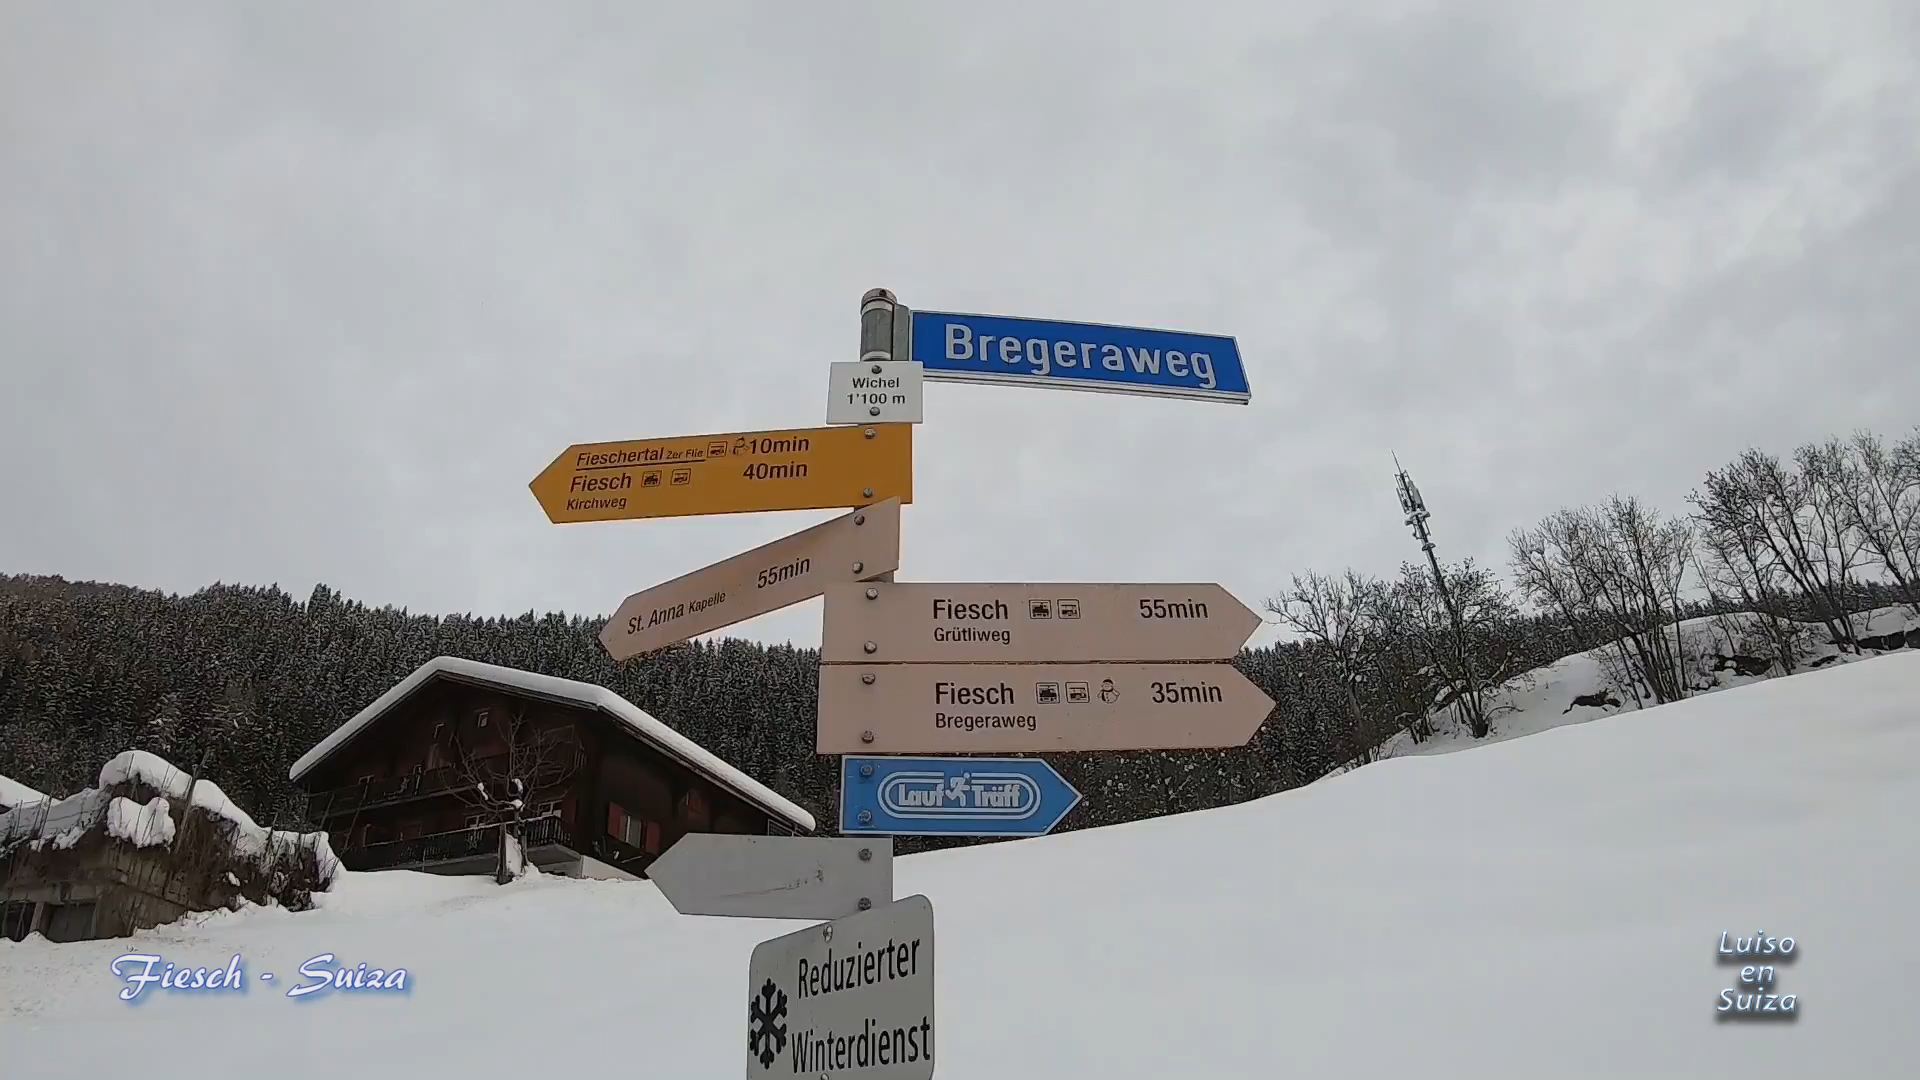 Bregeraweg
Wichel
1'100 m
Fieschertal Zer Flie 10min
Fiesch 40min
Kirchweg
St. Anna Kapelle 55min
Fiesch 55min
Grütliweg
Fiesch 35min
Bregeraweg
Lauf Träff
Reduzierter
Winterdienst
Fiesch - Suiza
Luiso
en
Suiza